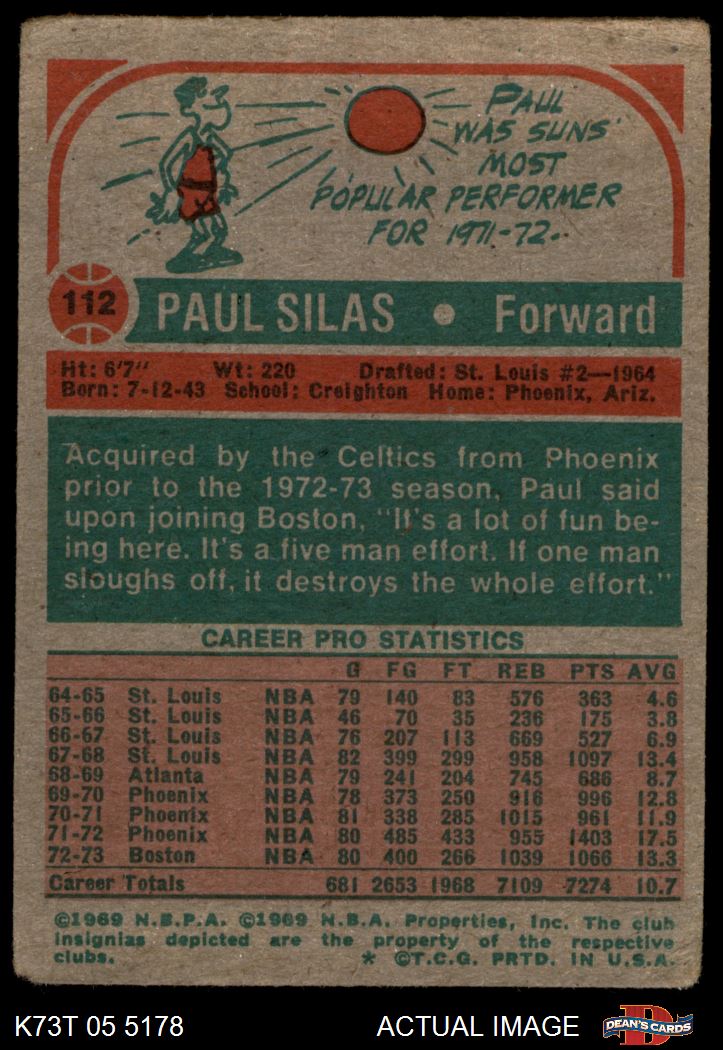 PAUL
WAS SUNS'
MOST
POPULAR PERFORMER
FOR 1971-72.
112 PAUL SILAS • Forward
Ht: 6'7" Wt: 220 Drafted: St. Louis #2—1964
Born: 7-12-43 School: Creighton Home: Phoenix, Ariz.
Acquired by the Celtics from Phoenix
prior to the 1972-73 season, Paul said
upon joining Boston, "It's a lot of fun be-
ing here. It's a five man effort. If one man
sloughs off, it destroys the whole effort."
CAREER PRO STATISTICS
G FG FT REB PTS AVG
64-65 St. Louis NBA 79 140 83 576 363 4.6
65-66 St. Louis NBA 46 70 35 236 175 3.8
66-67 St. Louis NBA 76 207 113 669 527 6.9
67-68 St. Louis NBA 82 399 299 958 1097 13.4
68-69 Atlanta NBA 79 241 204 745 686 8.7
69-70 Phoenix NBA 78 373 250 916 996 12.8
70-71 Phoenix NBA 81 338 285 1015 961 11.9
71-72 Phoenix NBA 80 485 433 955 1403 17.5
72-73 Boston NBA 80 400 266 1039 1066 13.3
Career Totals 681 2653 1968 7109 7274 10.7
©1969 N.B.P.A. ©1969 N.B.A. Properties, Inc. The club
insignias depicted are the property of the respective
clubs. * ©T.C.G. PRTD. IN U.S.A.
K73T 05 5178 ACTUAL IMAGE D DEAN'S CARDS